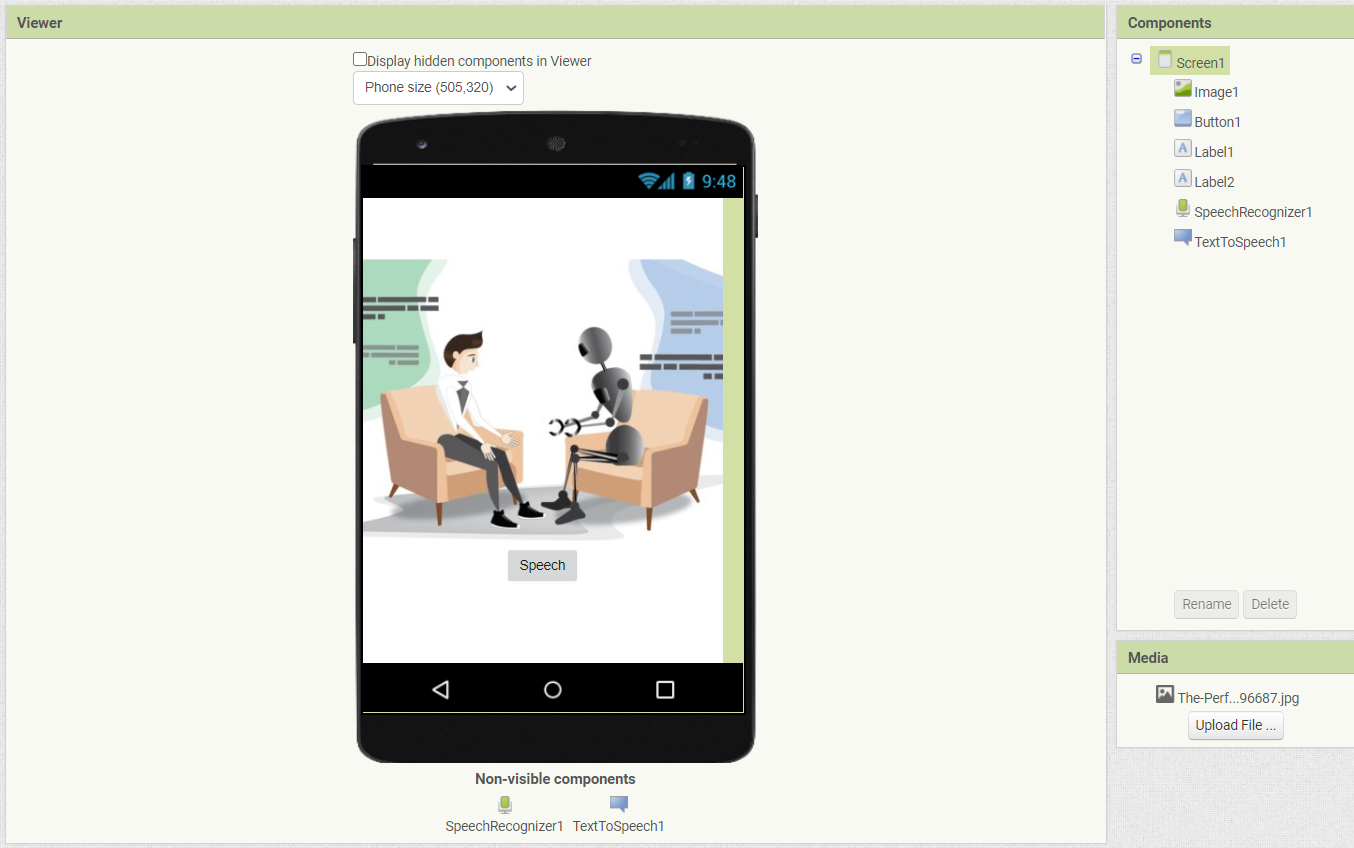 Viewer
Display hidden components in Viewer
Phone size (505,320)
9:48
Speech
Non-visible components
SpeechRecognizer1 TextToSpeech1
Components
Screen1
Image1
Button1
A Label1
A Label2
SpeechRecognizer1
TextToSpeech1
Rename Delete
Media
The-Perf...96687.jpg
Upload File ...